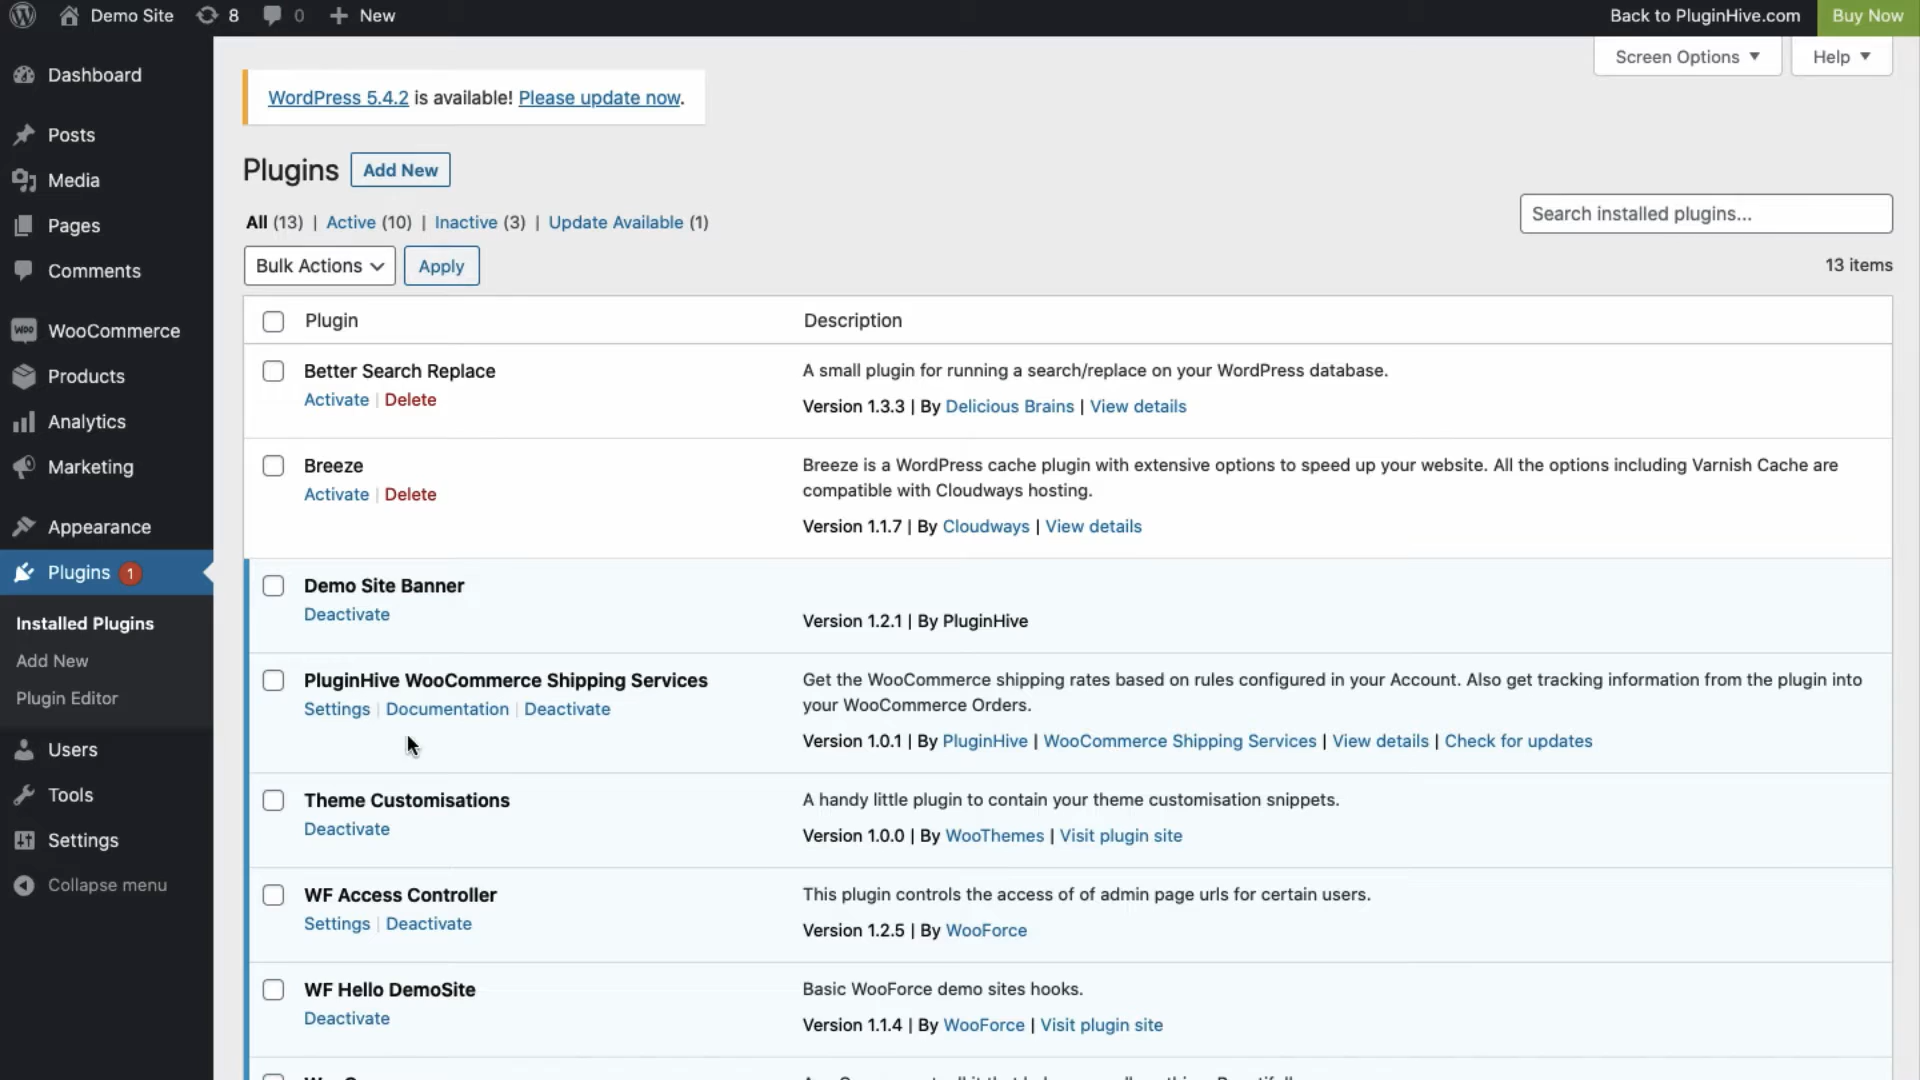 Demo Site 8 0 New Back to PluginHive.com Buy Now
Screen Options Help
WordPress 5.4.2 is available! Please update now.
Plugins Add New
All (13) | Active (10) | Inactive (3) | Update Available (1)
Search installed plugins...
Bulk Actions Apply 13 items
Plugin Description
Better Search Replace A small plugin for running a search/replace on your WordPress database.
Activate | Delete
Version 1.3.3 | By Delicious Brains | View details
Breeze Breeze is a WordPress cache plugin with extensive options to speed up your website. All the options including Varnish Cache are
Activate | Delete compatible with Cloudways hosting.
Version 1.1.7 | By Cloudways | View details
Demo Site Banner
Deactivate
Version 1.2.1 | By PluginHive
PluginHive WooCommerce Shipping Services Get the WooCommerce shipping rates based on rules configured in your Account. Also get tracking information from the plugin into
Settings | Documentation | Deactivate your WooCommerce Orders.
Version 1.0.1 | By PluginHive | WooCommerce Shipping Services | View details | Check for updates
Theme Customisations A handy little plugin to contain your theme customisation snippets.
Deactivate
Version 1.0.0 | By WooThemes | Visit plugin site
WF Access Controller This plugin controls the access of of admin page urls for certain users.
Settings | Deactivate
Version 1.2.5 | By WooForce
WF Hello DemoSite Basic WooForce demo sites hooks.
Deactivate
Version 1.1.4 | By WooForce | Visit plugin site
Dashboard
Posts
Media
Pages
Comments
Woo WooCommerce
Products
Analytics
Marketing
Appearance
Plugins 1
Installed Plugins
Add New
Plugin Editor
Users
Tools
Settings
Collapse menu